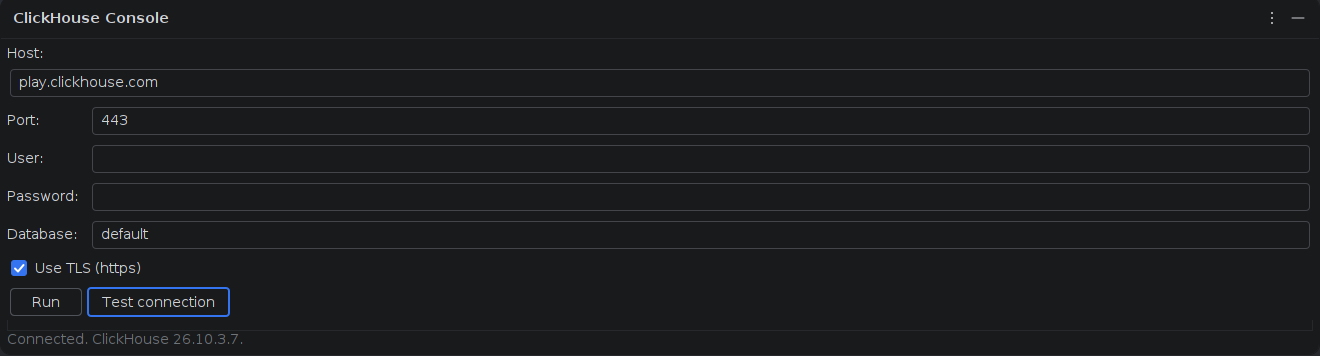 ClickHouse Console
Host:
play.clickhouse.com
Port: 443
User:
Password:
Database: default
Use TLS (https)
Run Test connection
Connected. ClickHouse 26.10.3.7.